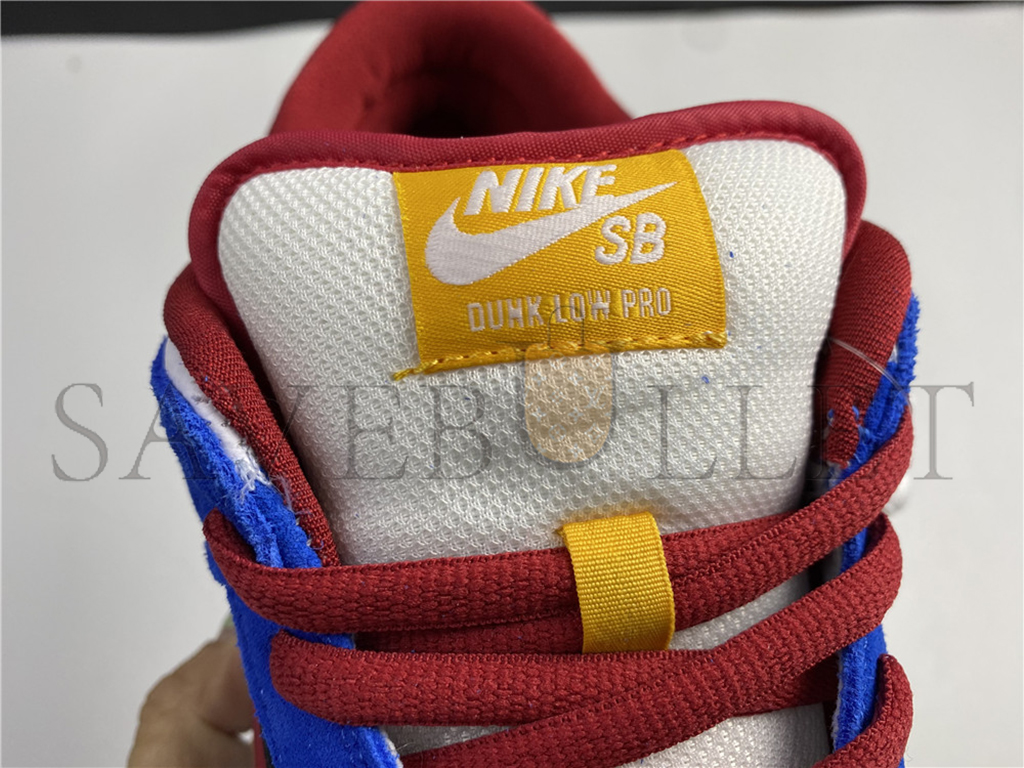 NIKE
SB
DUNK LOW PRO
SAVEBULLET